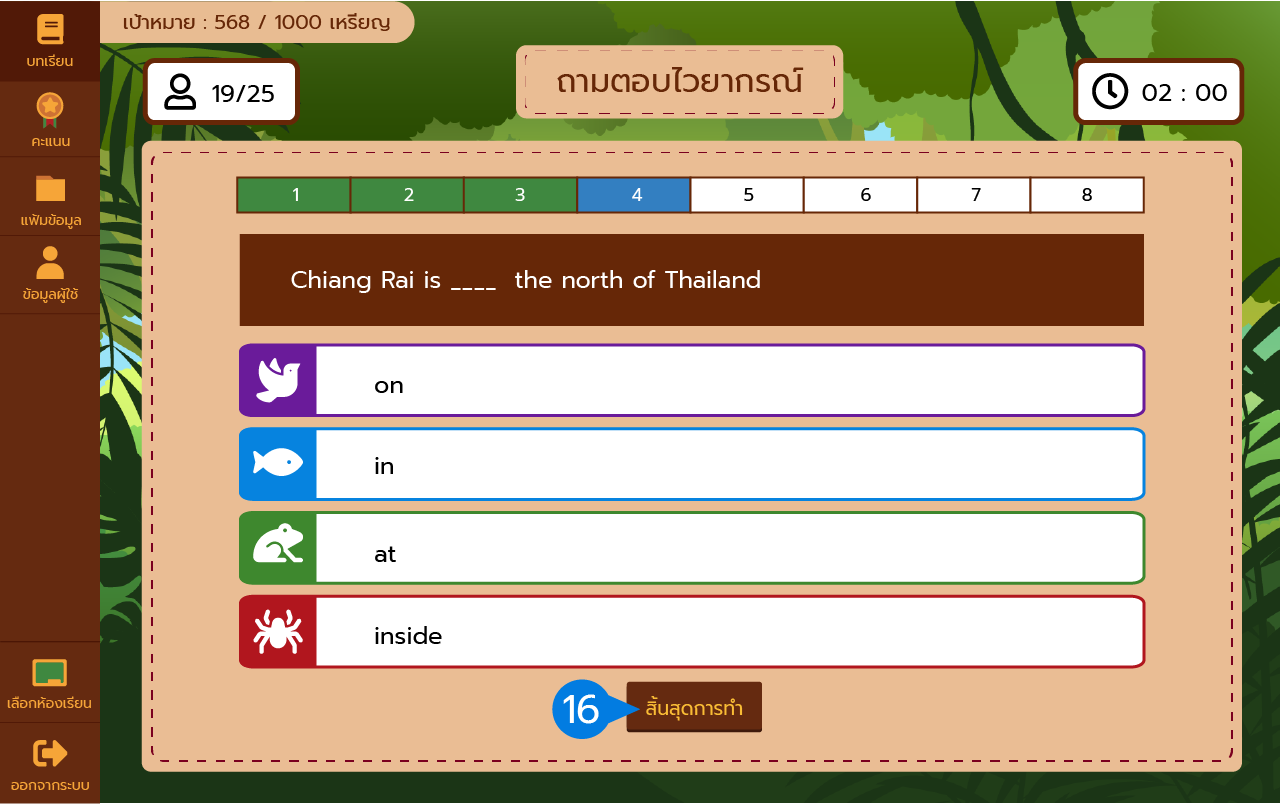 เป้าหมาย : 568 / 1000 เหรียญ
บทเรียน
คะแนน
แฟ้มข้อมูล
ข้อมูลผู้ใช้
เลือกห้องเรียน
ออกจากระบบ
19/25
ถามตอบไวยากรณ์
02 : 00
1 2 3 4 5 6 7 8
Chiang Rai is ____ the north of Thailand
on
in
at
inside
16 สิ้นสุดการทำ